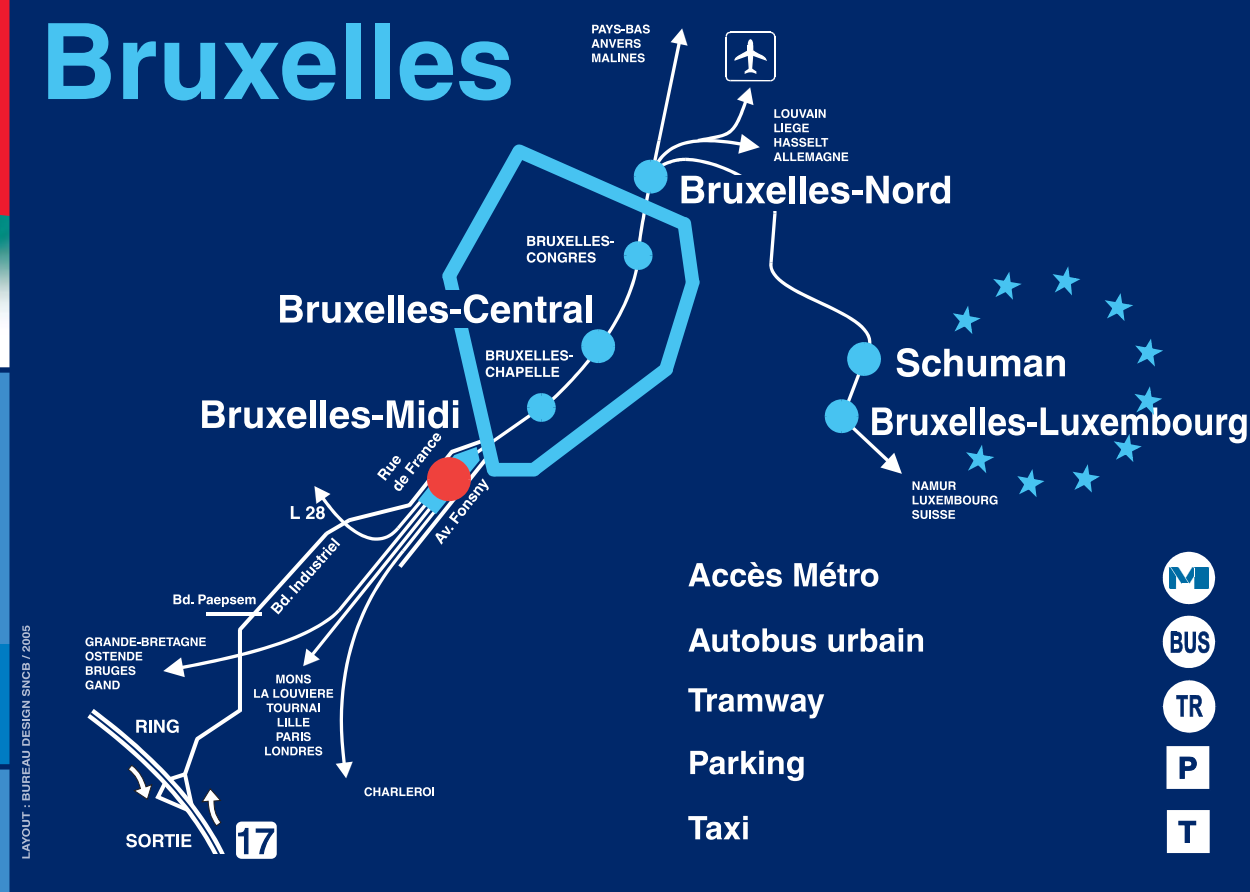 Bruxelles
PAYS-BAS
ANVERS
MALINES
LOUVAIN
LIEGE
HASSELT
ALLEMAGNE
Bruxelles-Nord
BRUXELLES-
CONGRES
Bruxelles-Central
BRUXELLES-
CHAPELLE
Schuman
Bruxelles-Luxembourg
Bruxelles-Midi
Rue
de France
Av. Fonsny
NAMUR
LUXEMBOURG
SUISSE
L 28
Bd. Industriel
Bd. Paepsem
GRANDE-BRETAGNE
OSTENDE
BRUGES
GAND
MONS
LA LOUVIERE
TOURNAI
LILLE
PARIS
LONDRES
CHARLEROI
RING
SORTIE 17
Accès Métro M
Autobus urbain BUS
Tramway TR
Parking P
Taxi T
LAYOUT : BUREAU DESIGN SNCB / 2005